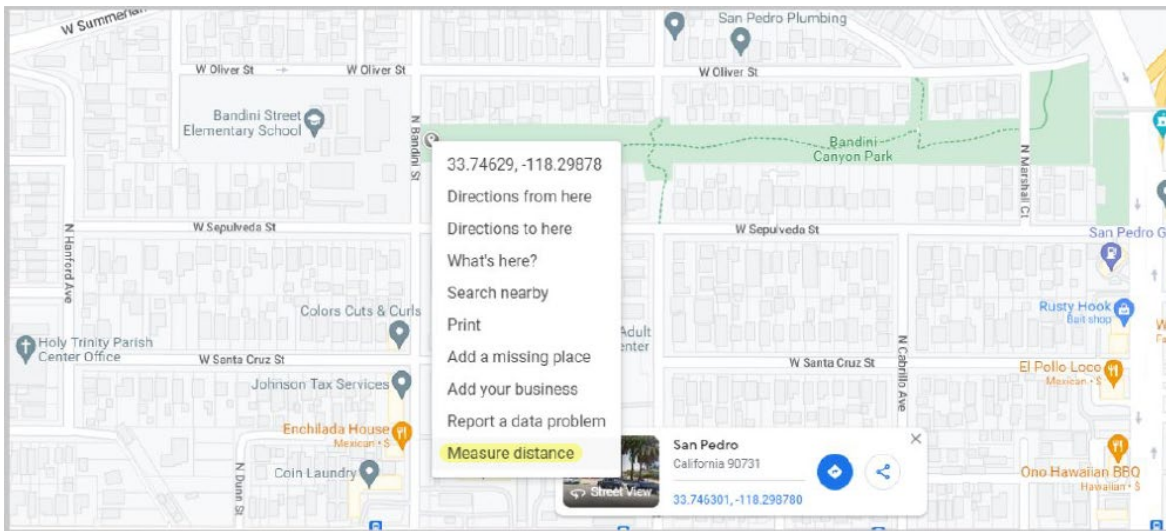 W Summerlan
San Pedro Plumbing
W Oliver St
W Oliver St
W Oliver St
Bandini Street
Elementary School
N Bandini St
Bandini
Canyon Park
N Marshall Ct
33.74629, -118.29878
Directions from here
Directions to here
What's here?
Search nearby
Print
Add a missing place
Add your business
Report a data problem
Measure distance
W Sepulveda St
W Sepulveda St
San Pedro G
N Hanford Ave
Colors Cuts & Curls
Rusty Hook
Bait shop
Holy Trinity Parish
Center Office
Adult
enter
W Santa Cruz St
W Santa Cruz St
N Cabrillo Ave
El Pollo Loco
Mexican • $
Johnson Tax Services
Enchilada House
Mexican • $
Coin Laundry
N Dunn St
Street View
San Pedro
California 90731
33.746301, -118.298780
Ono Hawaiian BBQ
Hawaiian • $